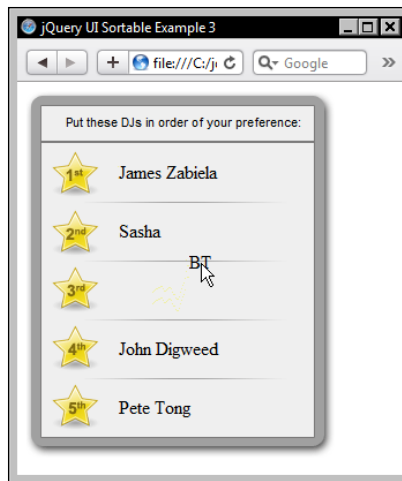 jQuery UI Sortable Example 3
file:///C:/j
Google
»
Put these DJs in order of your preference:
1st James Zabiela
2nd Sasha
BT
3rd
4th John Digweed
5th Pete Tong